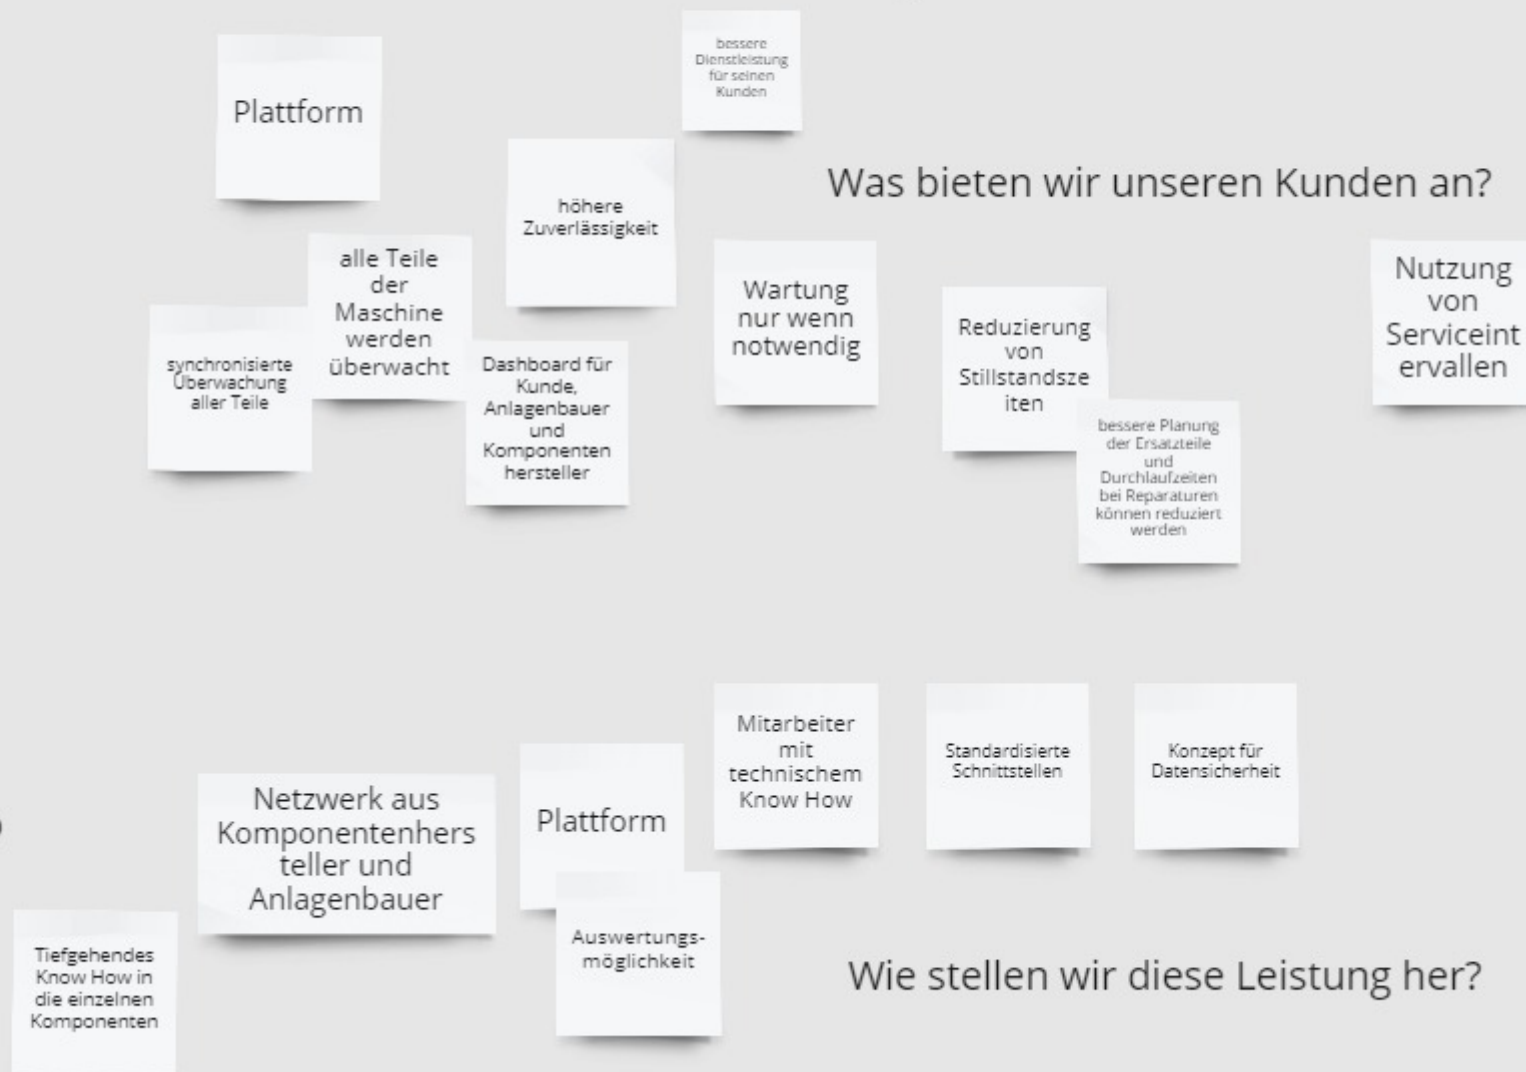 bessere
Dienstleistung
für seinen
Kunden
Plattform
höhere
Zuverlässigkeit
Was bieten wir unseren Kunden an?
alle Teile
der
Maschine
werden
überwacht
synchronisierte
Überwachung
aller Teile
Dashboard für
Kunde,
Anlagenbauer
und
Komponenten
hersteller
Wartung
nur wenn
notwendig
Reduzierung
von
Stillstandsze
iten
bessere Planung
der Ersatzteile
und
Durchlaufzeiten
bei Reparaturen
können reduziert
werden
Nutzung
von
Serviceint
ervallen
Mitarbeiter
mit
technischem
Know How
Standardisierte
Schnittstellen
Konzept für
Datensicherheit
Netzwerk aus
Komponentenhers
teller und
Anlagenbauer
Plattform
Auswertungs-
möglichkeit
Tiefgehendes
Know How in
die einzelnen
Komponenten
Wie stellen wir diese Leistung her?